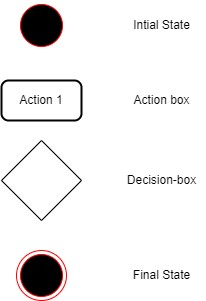 Intial State
Action 1 Action box
Decision-box
Final State